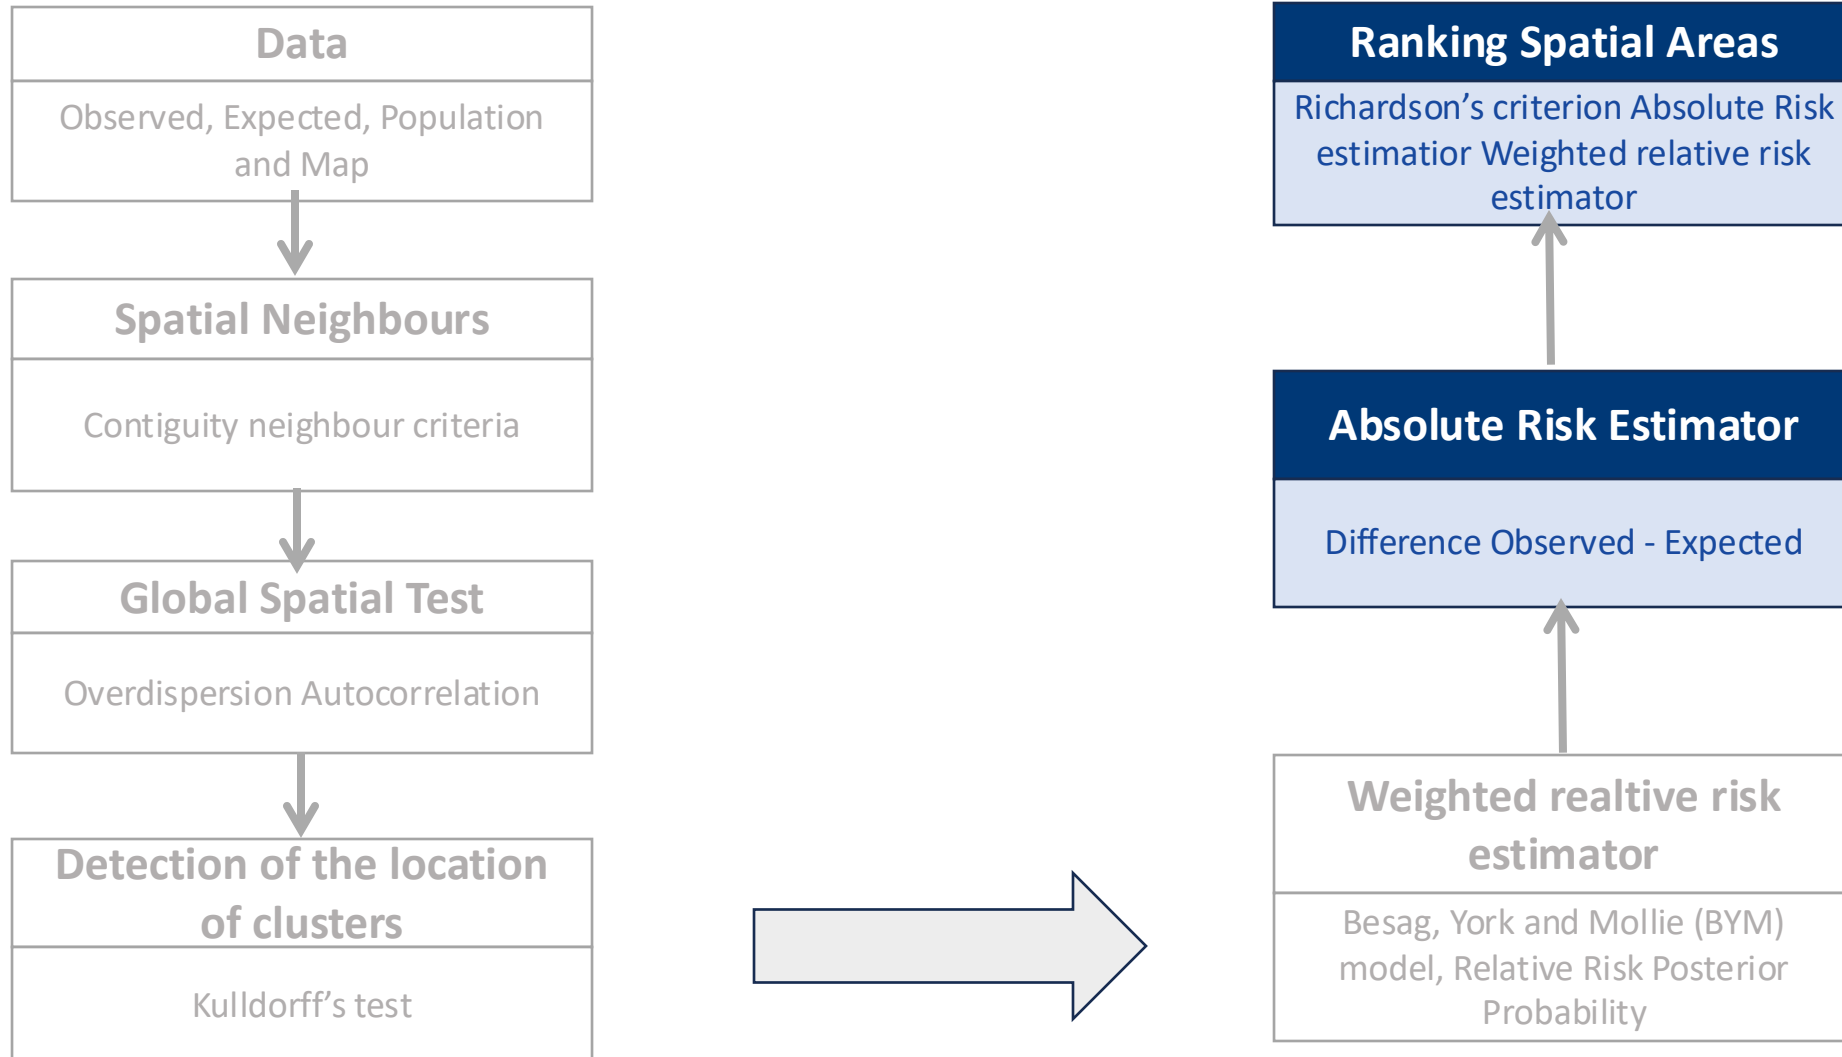 Data
Observed, Expected, Population
and Map
Spatial Neighbours
Contiguity neighbour criteria
Global Spatial Test
Overdispersion Autocorrelation
Detection of the location
of clusters
Kulldorff’s test
Ranking Spatial Areas
Richardson’s criterion Absolute Risk
estimatior Weighted relative risk
estimator
Absolute Risk Estimator
Difference Observed - Expected
Weighted realtive risk
estimator
Besag, York and Mollie (BYM)
model, Relative Risk Posterior
Probability